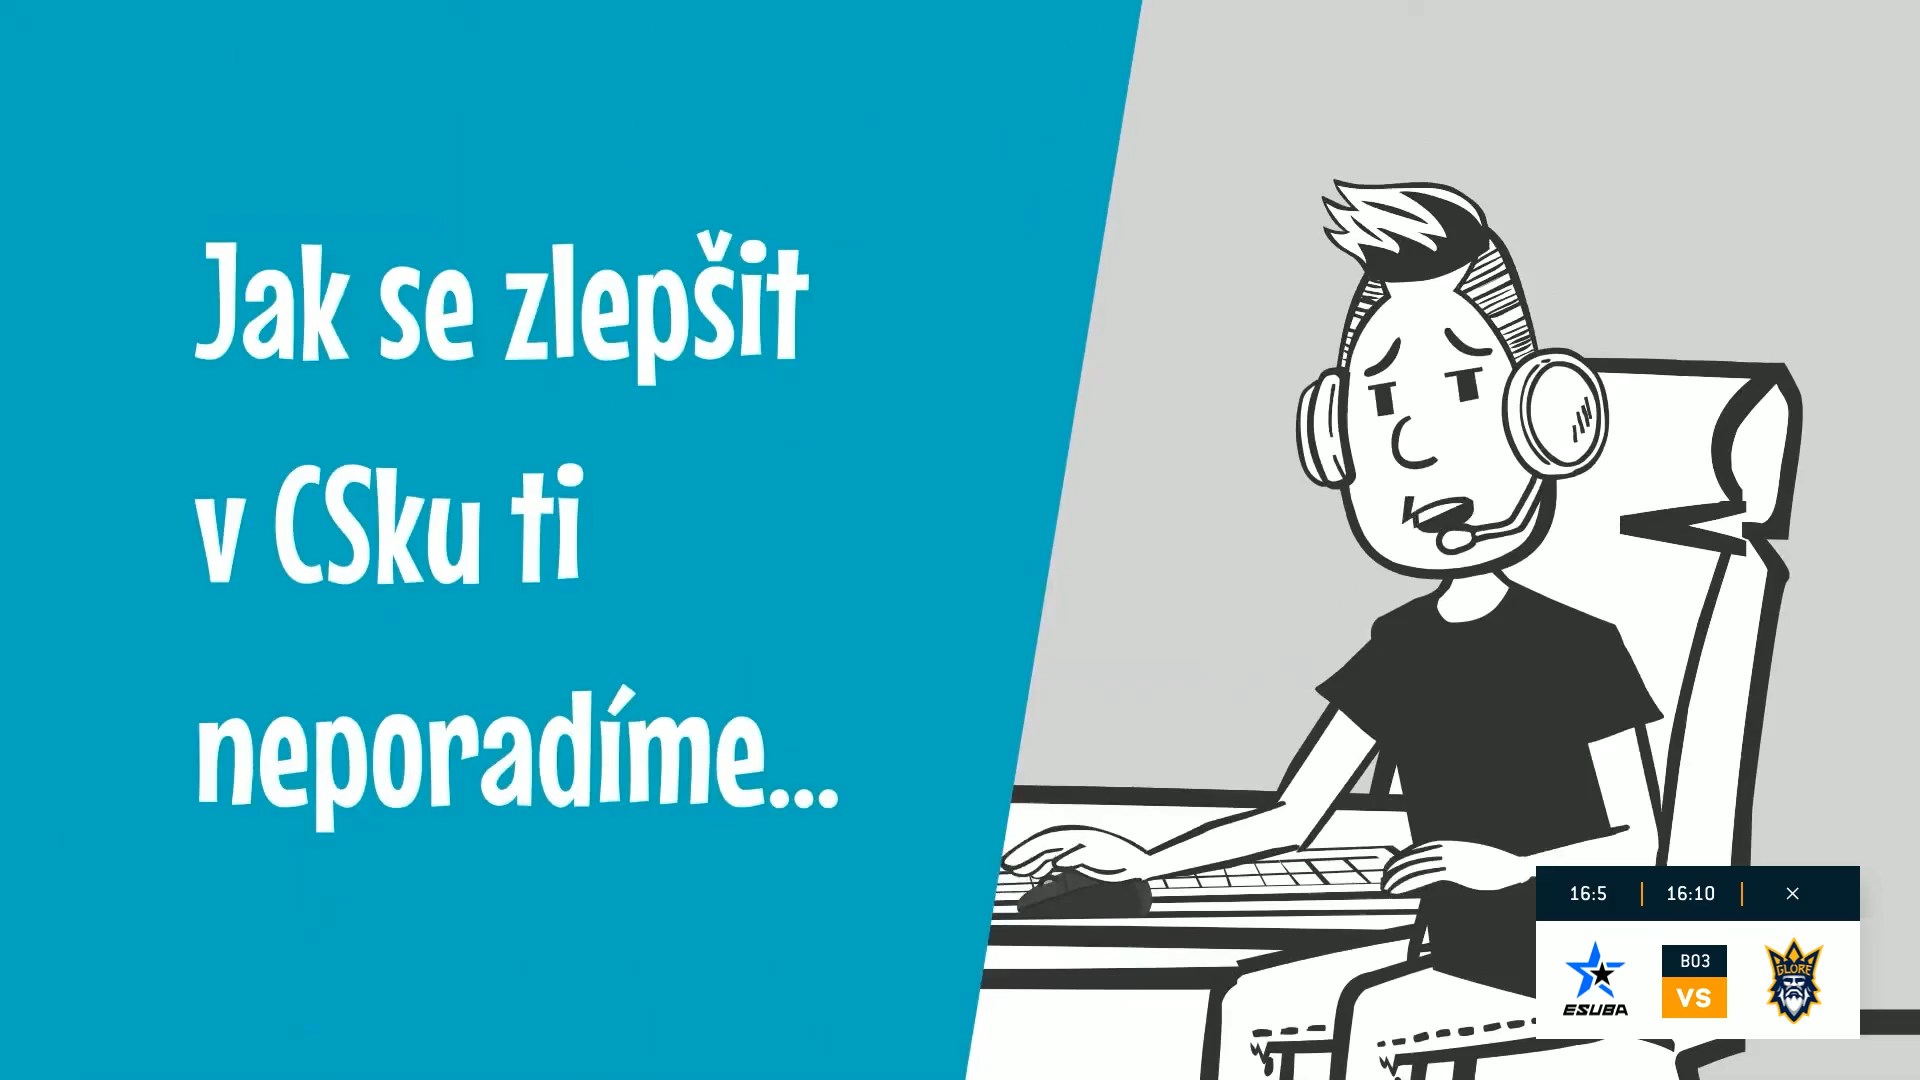 Jak se zlepšit
v CSku ti
neporadíme...
16:5 16:10 ×
BO3
VS
ESUBA
GLORE